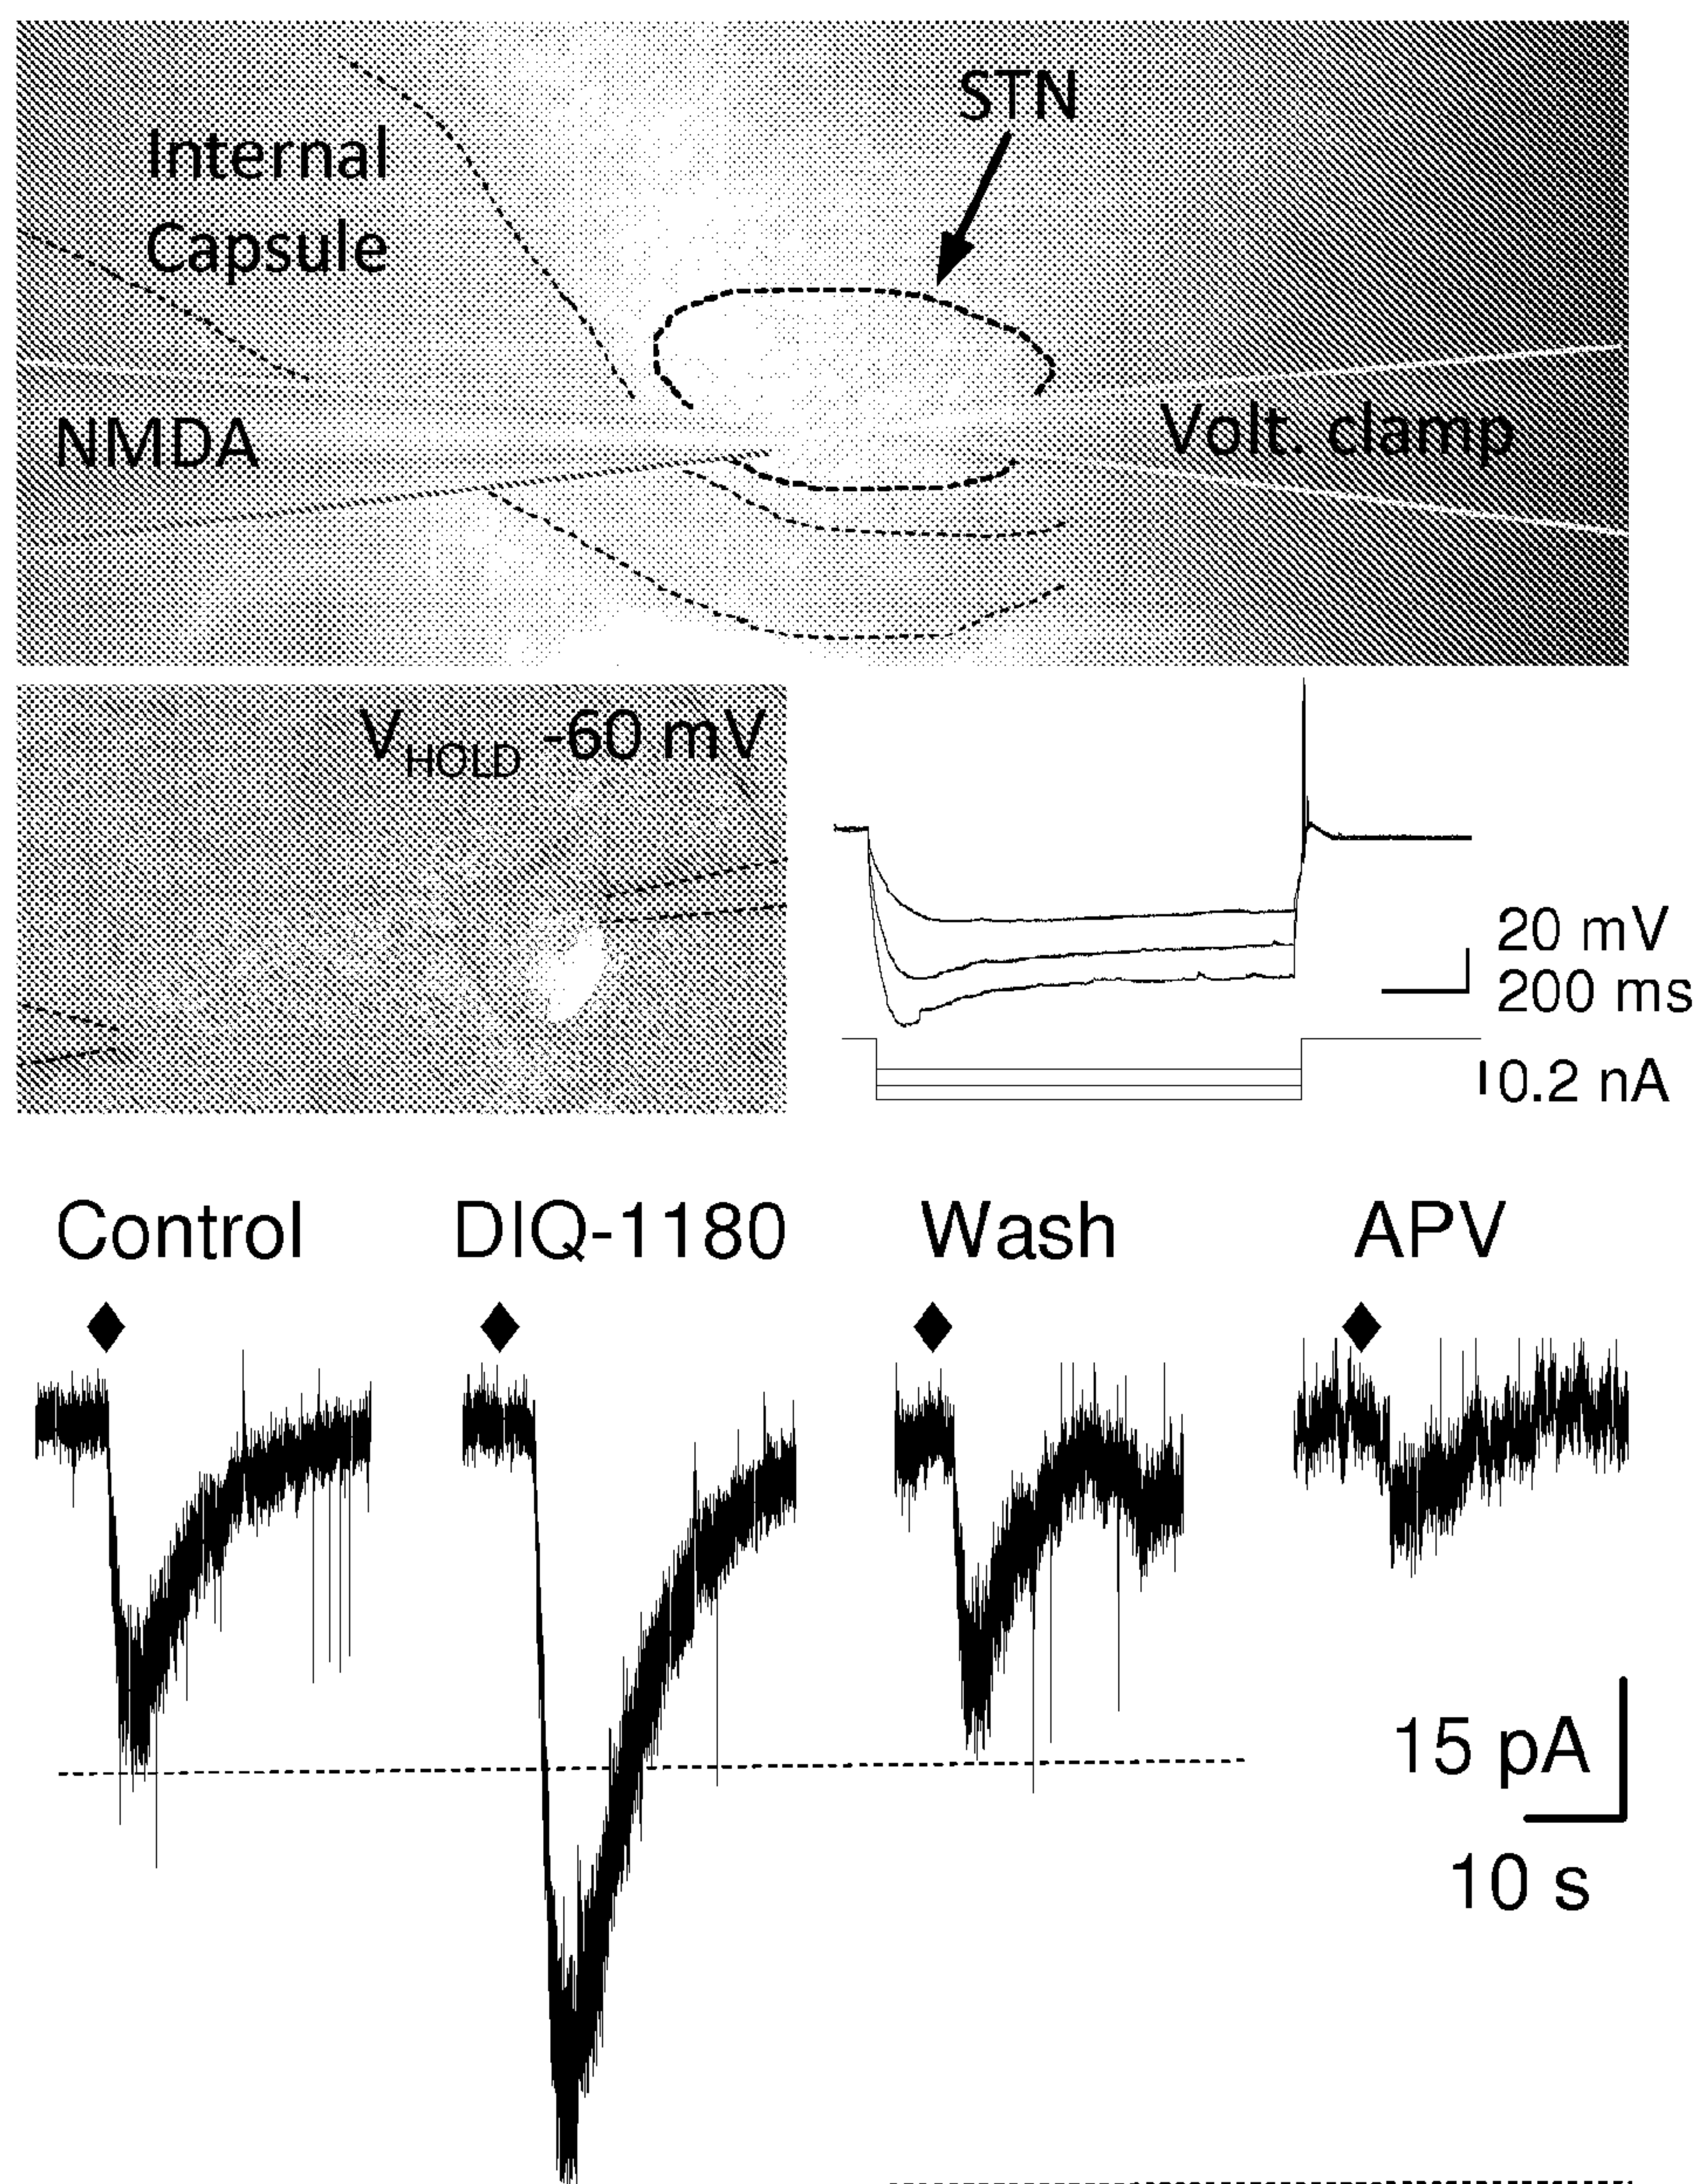 STN
Internal
Capsule
NMDA
Volt. clamp
VHOLD -60 mV
20 mV
200 ms
0.2 nA
Control
DIQ-1180
Wash
APV
15 pA
10 s